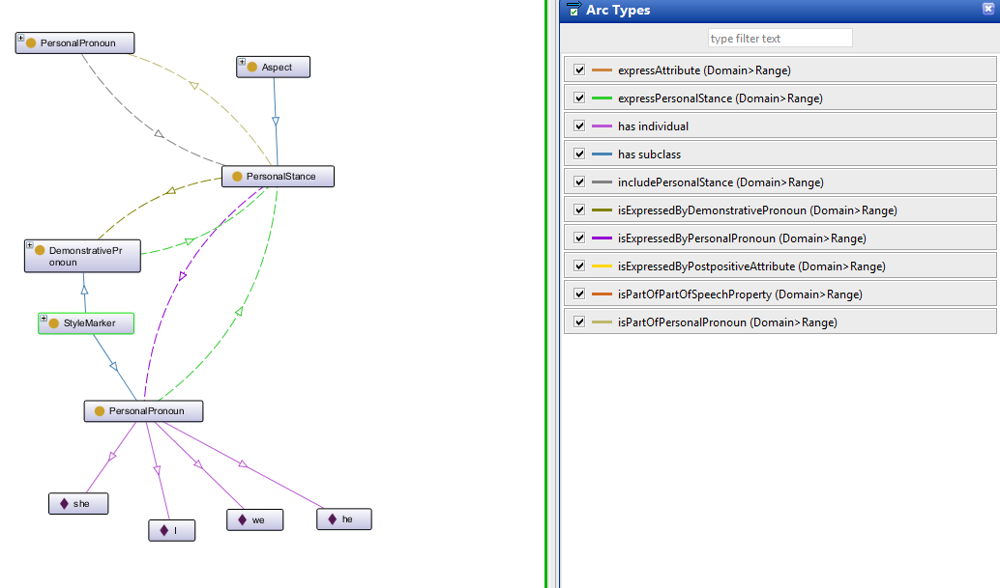 PersonalPronoun
Aspect
PersonalStance
DemonstrativePr
onoun
StyleMarker
PersonalPronoun
she
I
we
he
Arc Types
type filter text
expressAttribute (Domain>Range)
expressPersonalStance (Domain>Range)
has individual
has subclass
includePersonalStance (Domain>Range)
isExpressedByDemonstrativePronoun (Domain>Range)
isExpressedByPersonalPronoun (Domain>Range)
isExpressedByPostpositiveAttribute (Domain>Range)
isPartOfPartOfSpeechProperty (Domain>Range)
isPartOfPersonalPronoun (Domain>Range)